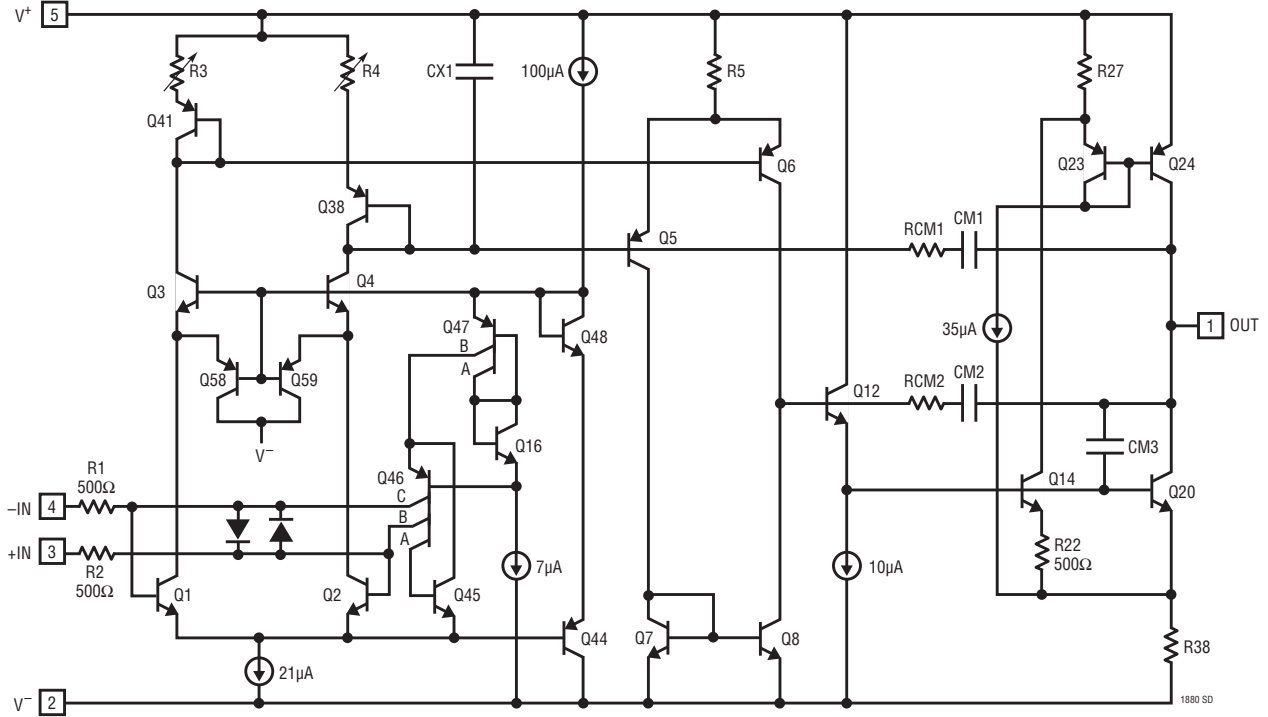 V+ 5
R3
R4
CX1
100µA
R5
R27
Q41
Q6
Q23
Q24
Q38
Q5
RCM1
CM1
Q3
Q4
Q47
B
A
Q48
35µA
1 OUT
Q58
Q59
V−
Q12
RCM2
CM2
Q16
CM3
R1
500Ω
Q46
C
B
A
Q14
Q20
–IN 4
+IN 3
R2
500Ω
7µA
10µA
R22
500Ω
Q1
Q2
Q45
Q44
Q7
Q8
R38
21µA
V− 2
1880 SD